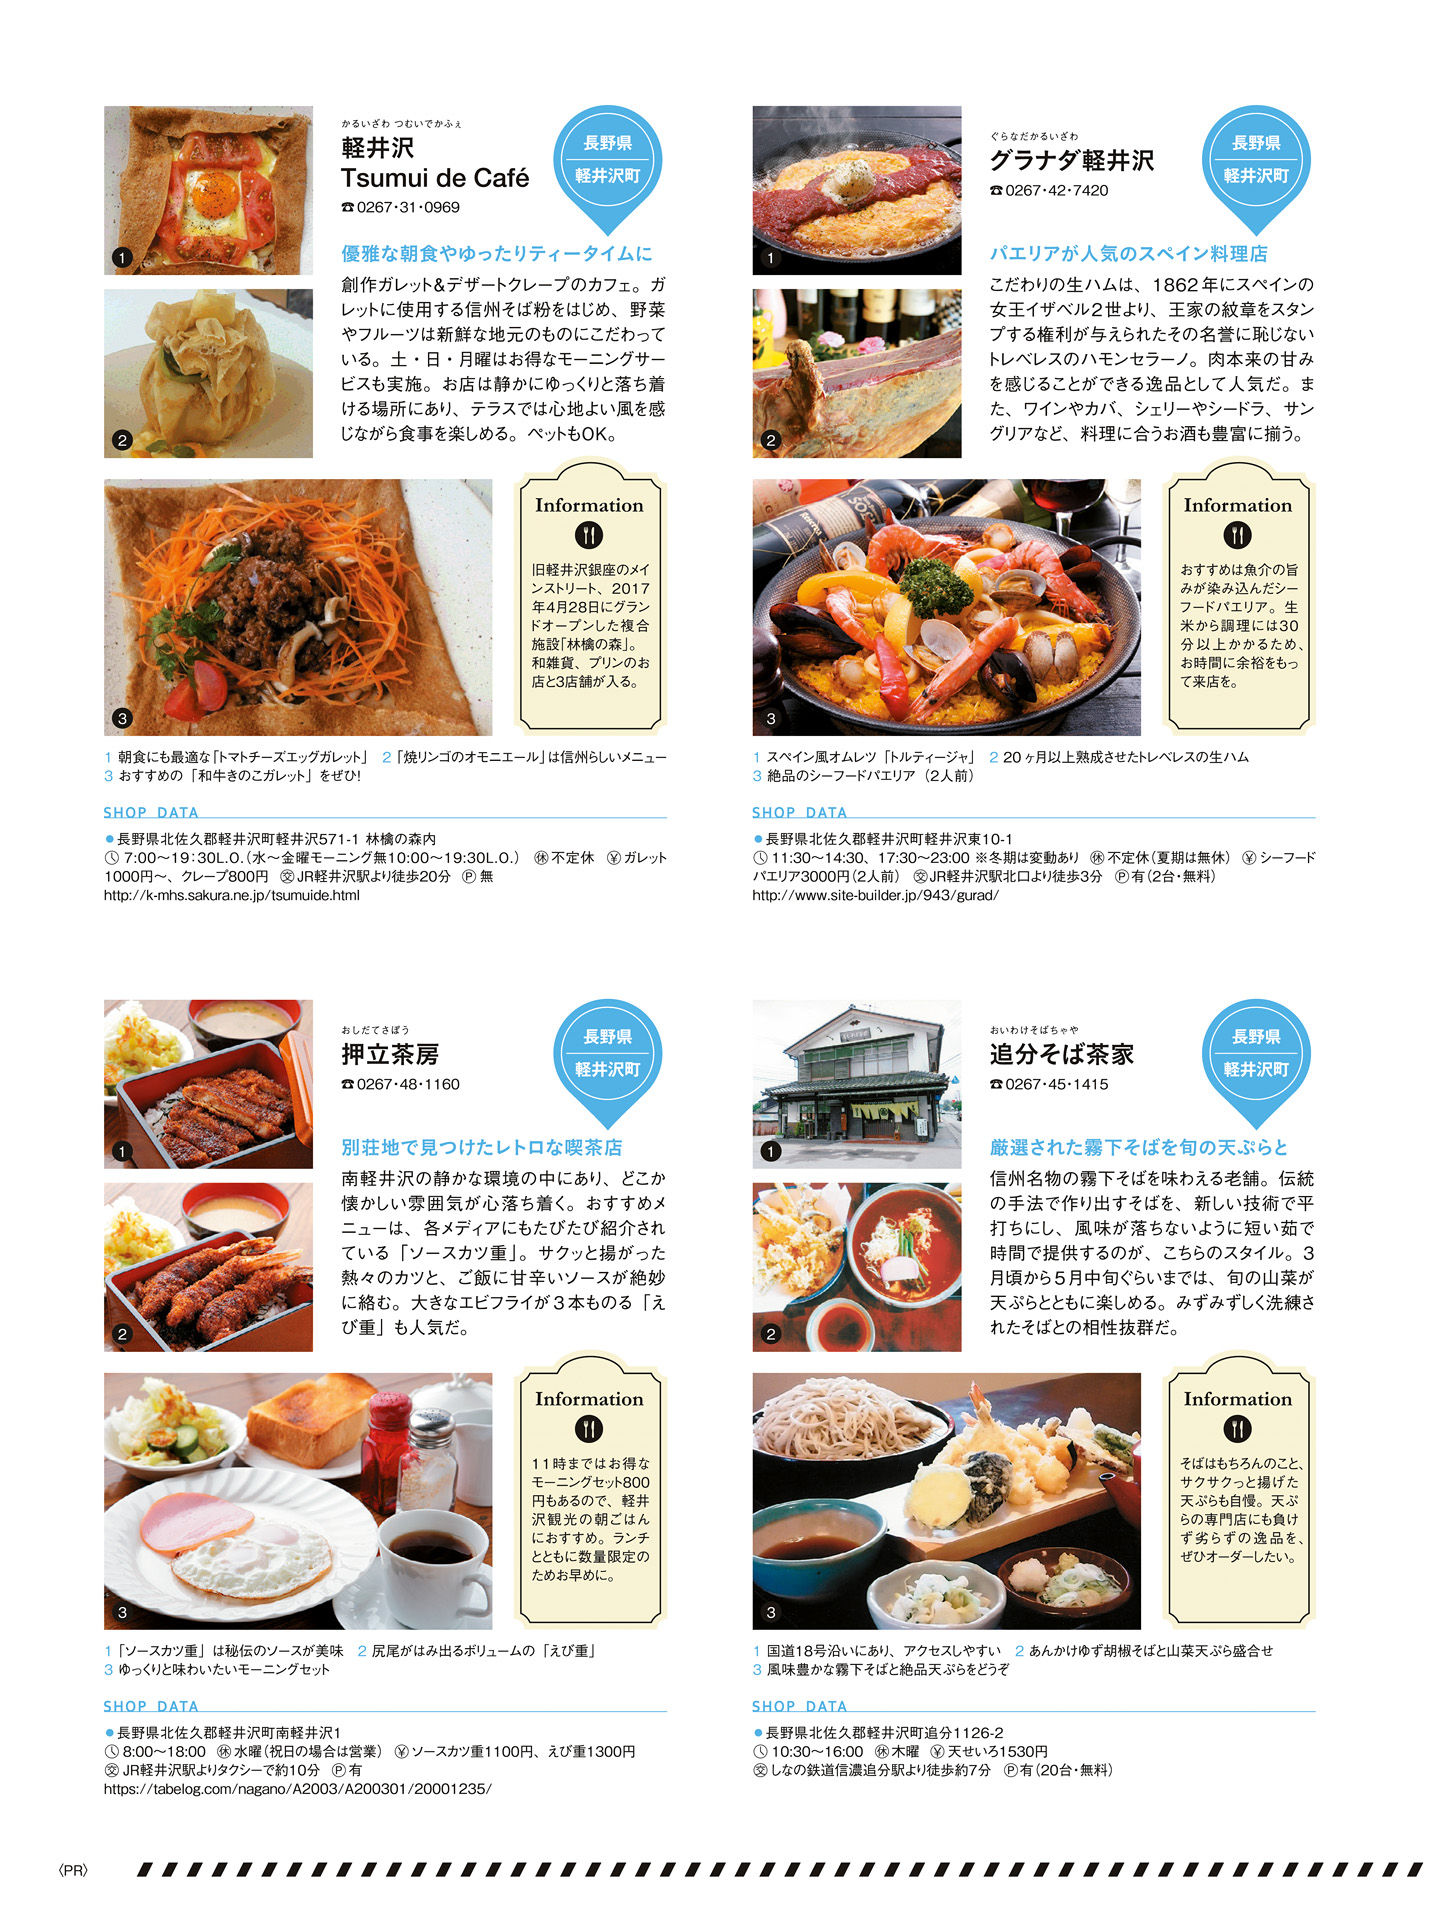 かるいざわ つむいでかふぇ
軽井沢
Tsumui de Café
☎0267・31・0969
長野県
軽井沢町
優雅な朝食やゆったりティータイムに
創作ガレット&デザートクレープのカフェ。ガ
レットに使用する信州そば粉をはじめ、野菜
やフルーツは新鮮な地元のものにこだわって
いる。土・日・月曜はお得なモーニングサー
ビスも実施。お店は静かにゆっくりと落ち着
ける場所にあり、テラスでは心地よい風を感
じながら食事を楽しめる。ペットもOK。
1
2
3
Information
旧軽井沢銀座のメイ
ンストリート、2017
年4月28日にグラン
ドオープンした複合
施設「林檎の森」。
和雑貨、プリンのお
店と3店舗が入る。
1 朝食にも最適な「トマトチーズエッグガレット」 2「焼リンゴのオモニエール」は信州らしいメニュー
3 おすすめの「和牛きのこガレット」をぜひ!
SHOP DATA
●長野県北佐久郡軽井沢町軽井沢571-1 林檎の森内
7:00〜19:30L.O.(水〜金曜モーニング無10:00〜19:30L.O.) 休不定休 ¥ガレット
1000円〜、クレープ800円 交JR軽井沢駅より徒歩20分 Ⓟ無
http://k-mhs.sakura.ne.jp/tsumuide.html
ぐらなだかるいざわ
グラナダ軽井沢
☎0267・42・7420
長野県
軽井沢町
パエリアが人気のスペイン料理店
こだわりの生ハムは、1862年にスペインの
女王イザベル2世より、王家の紋章をスタン
プする権利が与えられたその名誉に恥じない
トレベレスのハモンセラーノ。肉本来の甘み
を感じることができる逸品として人気だ。ま
た、ワインやカバ、シェリーやシードラ、サン
グリアなど、料理に合うお酒も豊富に揃う。
1
2
3
Information
おすすめは魚介の旨
みが染み込んだシー
フードパエリア。生
米から調理には30
分以上かかるため、
お時間に余裕をもっ
て来店を。
1 スペイン風オムレツ「トルティージャ」 2 20ヶ月以上熟成させたトレベレスの生ハム
3 絶品のシーフードパエリア(2人前)
SHOP DATA
●長野県北佐久郡軽井沢町軽井沢東10-1
11:30〜14:30、17:30〜23:00 ※冬期は変動あり 休不定休(夏期は無休) ¥シーフード
パエリア3000円(2人前) 交JR軽井沢駅北口より徒歩3分 Ⓟ有(2台・無料)
http://www.site-builder.jp/943/gurad/
おしだてさぼう
押立茶房
☎0267・48・1160
長野県
軽井沢町
別荘地で見つけたレトロな喫茶店
南軽井沢の静かな環境の中にあり、どこか
懐かしい雰囲気が心落ち着く。おすすめメ
ニューは、各メディアにもたびたび紹介され
ている「ソースカツ重」。サクッと揚がった
熱々のカツと、ご飯に甘辛いソースが絶妙
に絡む。大きなエビフライが3本ものる「え
び重」も人気だ。
1
2
3
Information
11時まではお得な
モーニングセット800
円もあるので、軽井
沢観光の朝ごはん
におすすめ。ランチ
とともに数量限定の
ためお早めに。
1「ソースカツ重」は秘伝のソースが美味 2 尻尾がはみ出るボリュームの「えび重」
3 ゆっくりと味わいたいモーニングセット
SHOP DATA
●長野県北佐久郡軽井沢町南軽井沢1
8:00〜18:00 休水曜(祝日の場合は営業) ¥ソースカツ重1100円、えび重1300円
交JR軽井沢駅よりタクシーで約10分 Ⓟ有
https://tabelog.com/nagano/A2003/A200301/20001235/
おいわけそばちゃや
追分そば茶家
☎0267・45・1415
長野県
軽井沢町
厳選された霧下そばを旬の天ぷらと
信州名物の霧下そばを味わえる老舗。伝統
の手法で作り出すそばを、新しい技術で平
打ちにし、風味が落ちないように短い茹で
時間で提供するのが、こちらのスタイル。3
月頃から5月中旬ぐらいまでは、旬の山菜が
天ぷらとともに楽しめる。みずみずしく洗練さ
れたそばとの相性抜群だ。
1
2
3
Information
そばはもちろんのこと、
サクサクっと揚げた
天ぷらも自慢。天ぷ
らの専門店にも負け
ず劣らずの逸品を、
ぜひオーダーしたい。
1 国道18号沿いにあり、アクセスしやすい 2 あんかけゆず胡椒そばと山菜天ぷら盛合せ
3 風味豊かな霧下そばと絶品天ぷらをどうぞ
SHOP DATA
●長野県北佐久郡軽井沢町追分1126-2
10:30〜16:00 休木曜 ¥天せいろ1530円
交しなの鉄道信濃追分駅より徒歩約7分 Ⓟ有(20台・無料)
〈PR〉